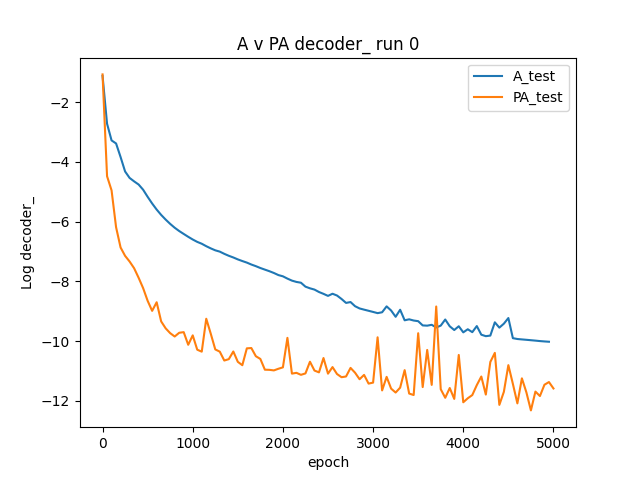 A v PA decoder_ run 0
A_test
PA_test
Log decoder_
−2
−4
−6
−8
−10
−12
0
1000
2000
3000
4000
5000
epoch